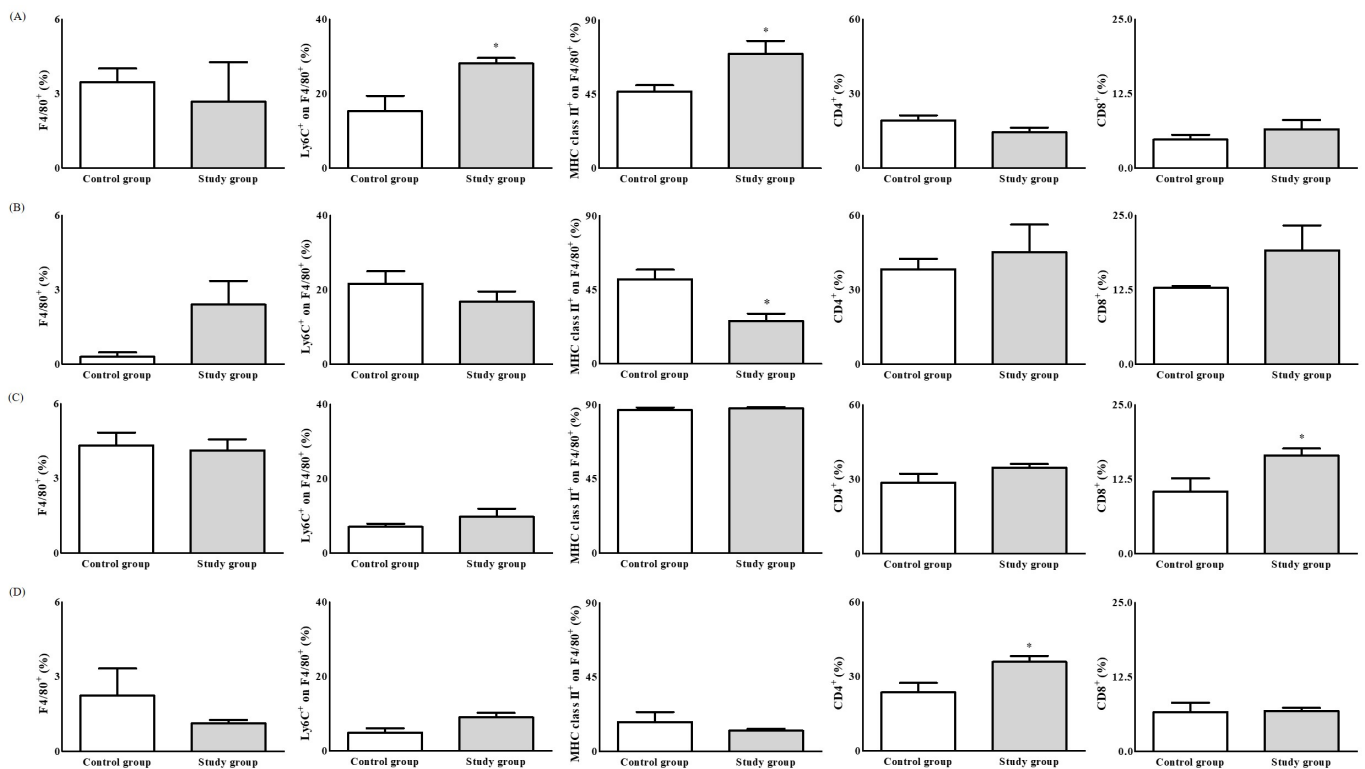 (A)
F4/80⁺ (%)
6
3
0
Control group
Study group
Ly6C⁺ on F4/80⁺ (%)
40
20
0
*
Control group
Study group
MHC class II⁺ on F4/80⁺ (%)
90
45
0
*
Control group
Study group
CD4⁺ (%)
60
30
0
Control group
Study group
CD8⁺ (%)
25.0
12.5
0.0
Control group
Study group
(B)
F4/80⁺ (%)
6
3
0
Control group
Study group
Ly6C⁺ on F4/80⁺ (%)
40
20
0
Control group
Study group
MHC class II⁺ on F4/80⁺ (%)
90
45
0
*
Control group
Study group
CD4⁺ (%)
60
30
0
Control group
Study group
CD8⁺ (%)
25.0
12.5
0.0
Control group
Study group
(C)
F4/80⁺ (%)
6
3
0
Control group
Study group
Ly6C⁺ on F4/80⁺ (%)
40
20
0
Control group
Study group
MHC class II⁺ on F4/80⁺ (%)
90
45
0
Control group
Study group
CD4⁺ (%)
60
30
0
Control group
Study group
CD8⁺ (%)
25.0
12.5
0.0
*
Control group
Study group
(D)
F4/80⁺ (%)
6
3
0
Control group
Study group
Ly6C⁺ on F4/80⁺ (%)
40
20
0
Control group
Study group
MHC class II⁺ on F4/80⁺ (%)
90
45
0
Control group
Study group
CD4⁺ (%)
60
30
0
*
Control group
Study group
CD8⁺ (%)
25.0
12.5
0.0
Control group
Study group